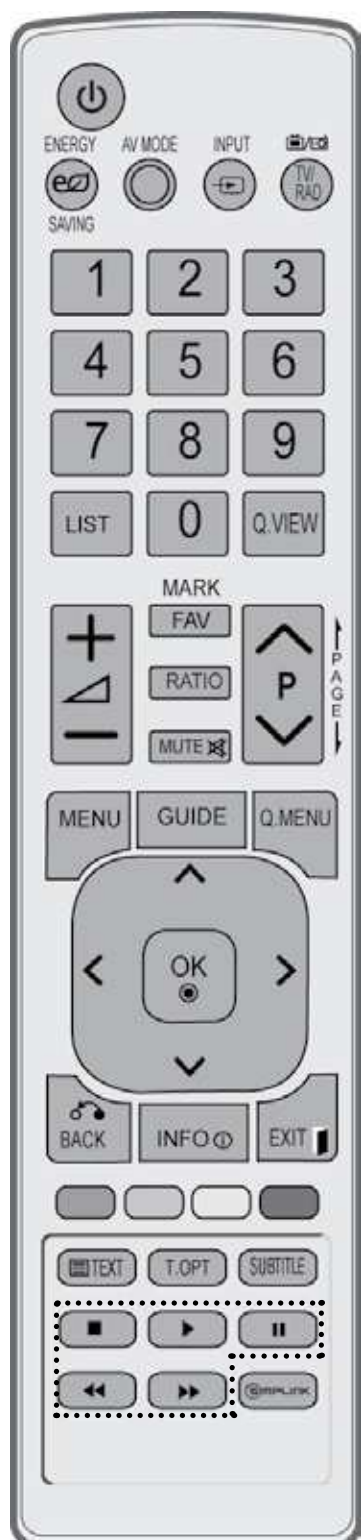 ENERGY AV MODE INPUT
TV/
RAD
SAVING
1 2 3
4 5 6
7 8 9
LIST 0 Q.VIEW
MARK
FAV
RATIO
P
PAGE
MUTE
MENU GUIDE Q.MENU
OK
BACK INFO EXIT
TEXT T.OPT SUBTITLE
SIMPLINK